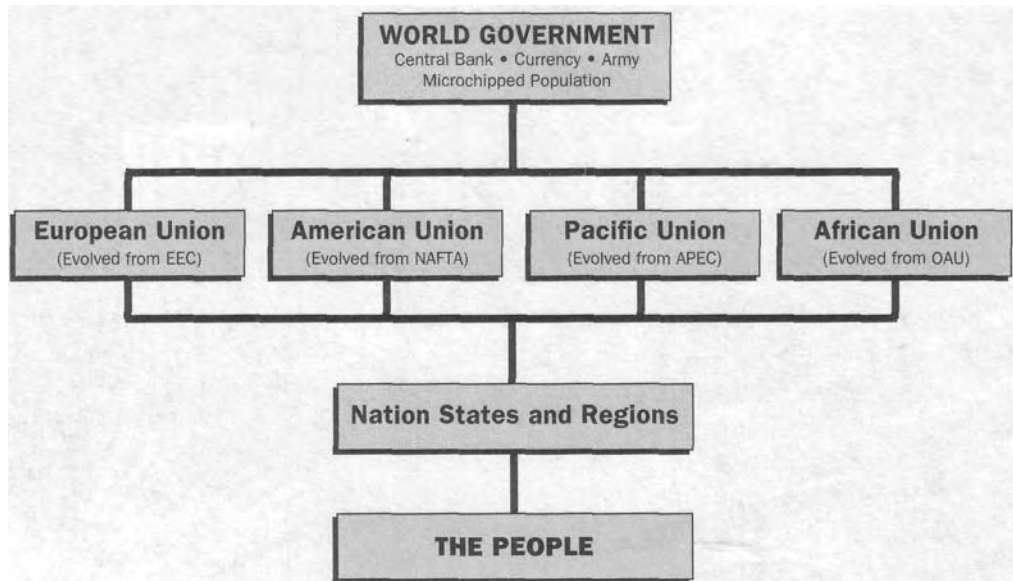 WORLD GOVERNMENT
Central Bank • Currency • Army
Microchipped Population
European Union
(Evolved from EEC)
American Union
(Evolved from NAFTA)
Pacific Union
(Evolved from APEC)
African Union
(Evolved from OAU)
Nation States and Regions
THE PEOPLE